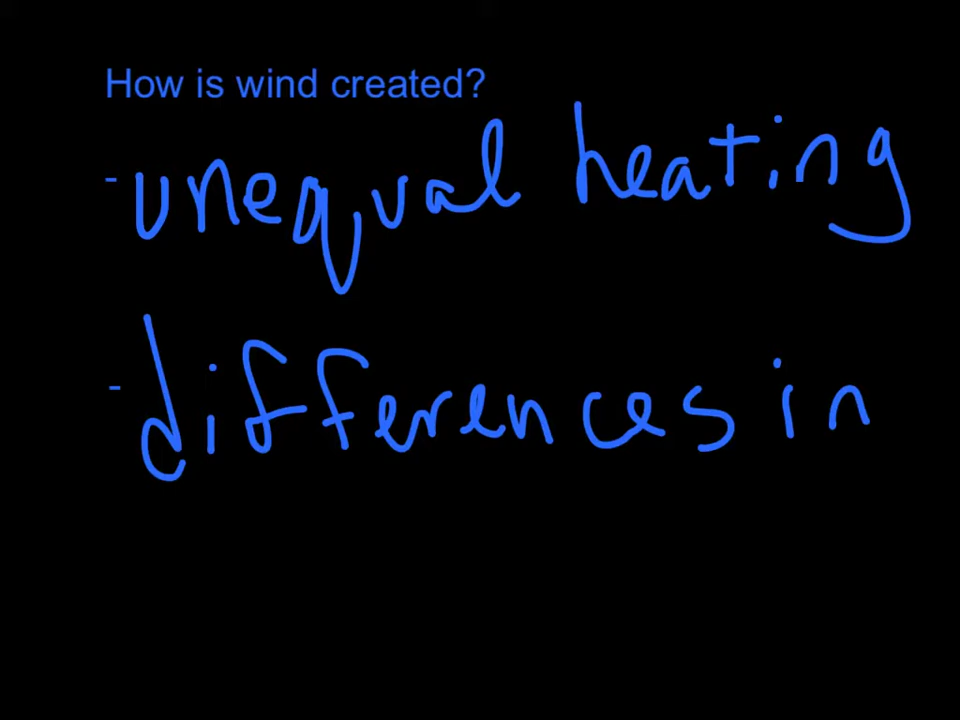 How is wind created?
- unequal heating
- differences in